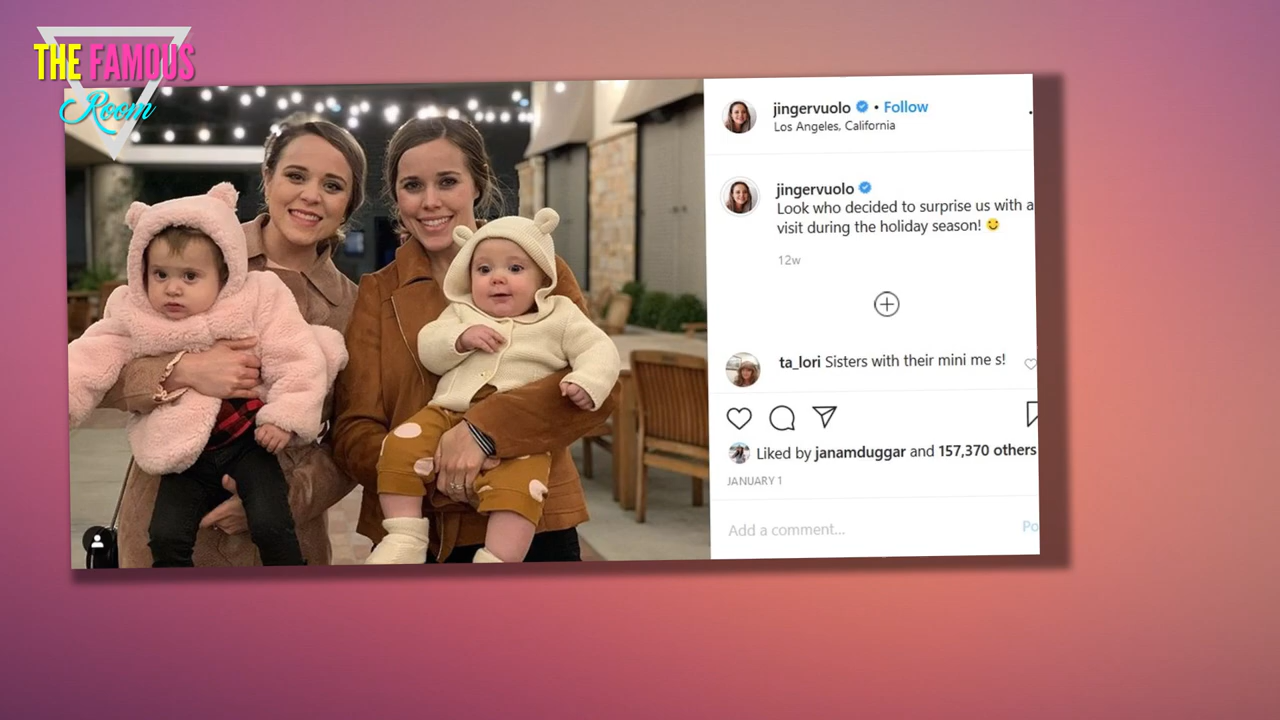 THE FAMOUS
Room
jingervuolo • Follow
Los Angeles, California
jingervuolo
Look who decided to surprise us with a
visit during the holiday season!
12w
ta_lori Sisters with their mini me s!
Liked by janamduggar and 157,370 others
JANUARY 1
Add a comment...
Po